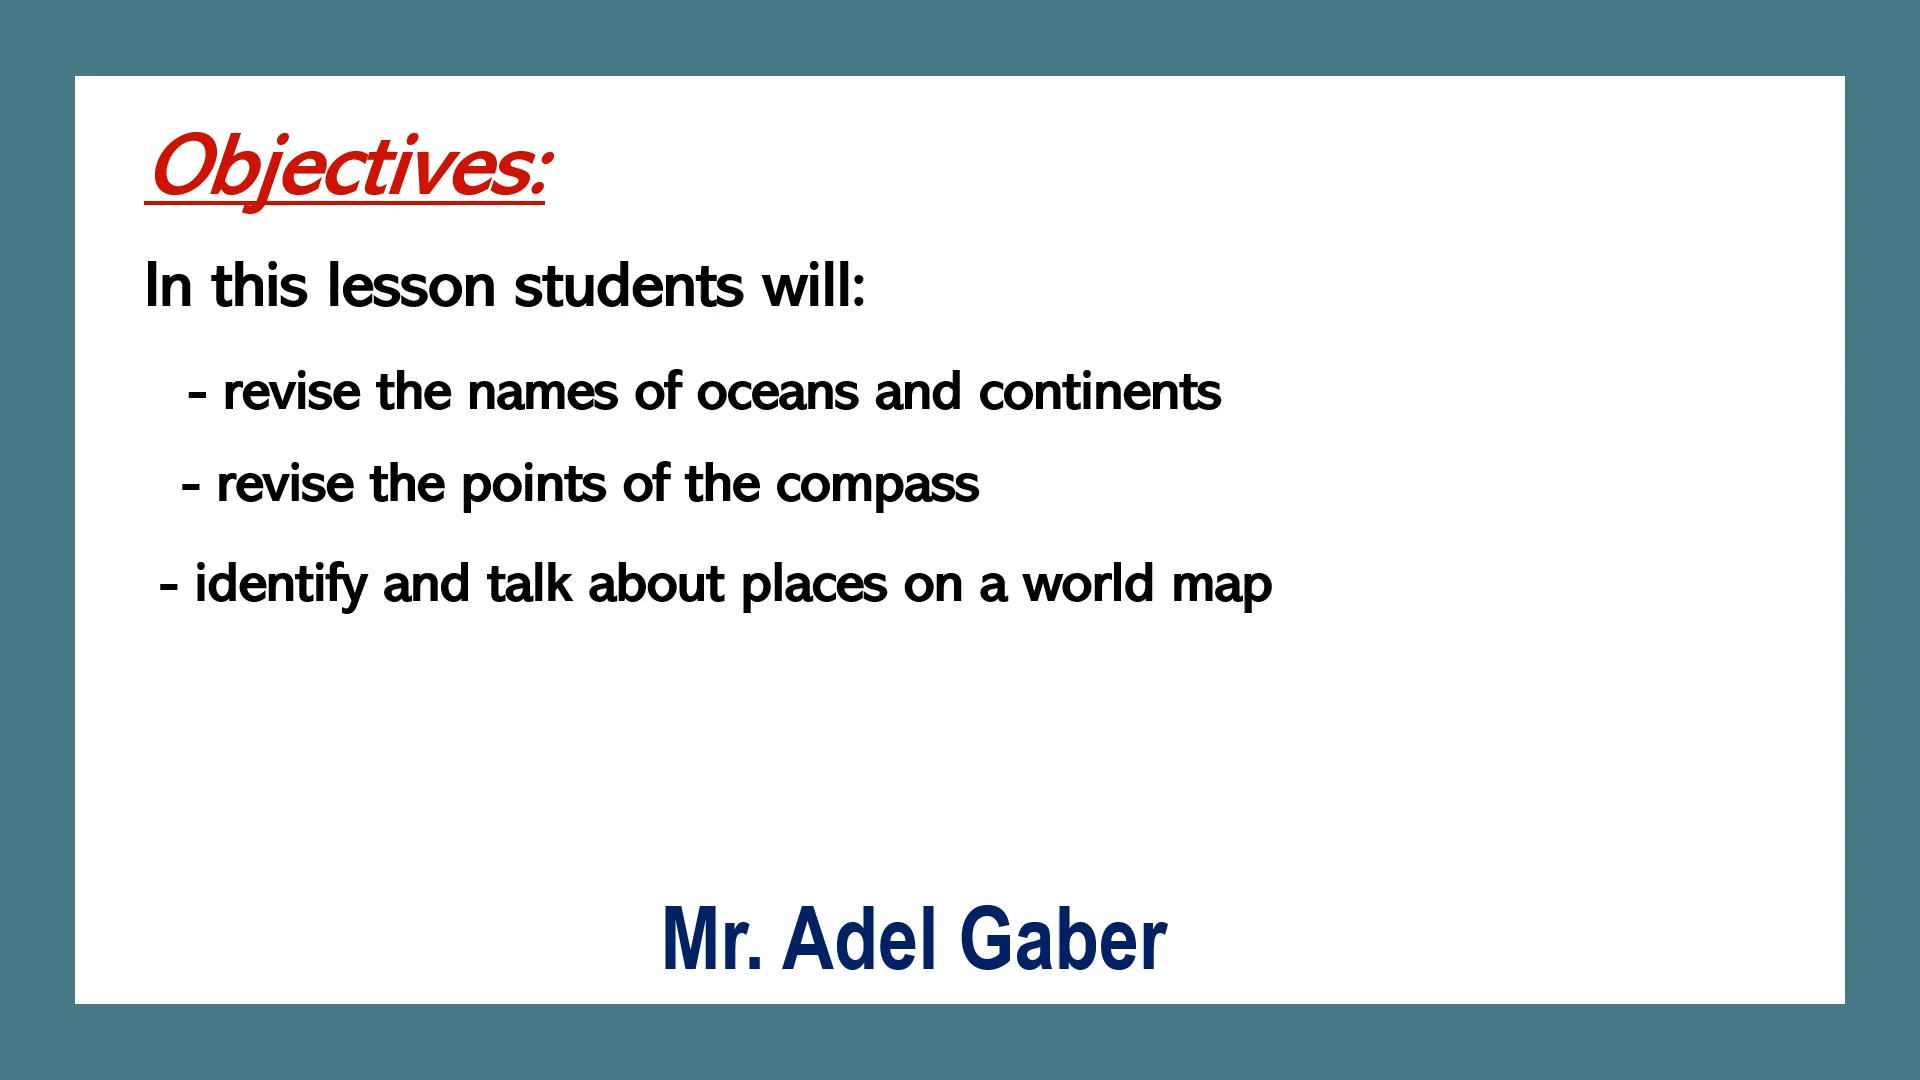 Objectives:
In this lesson students will:
- revise the names of oceans and continents
- revise the points of the compass
- identify and talk about places on a world map
Mr. Adel Gaber